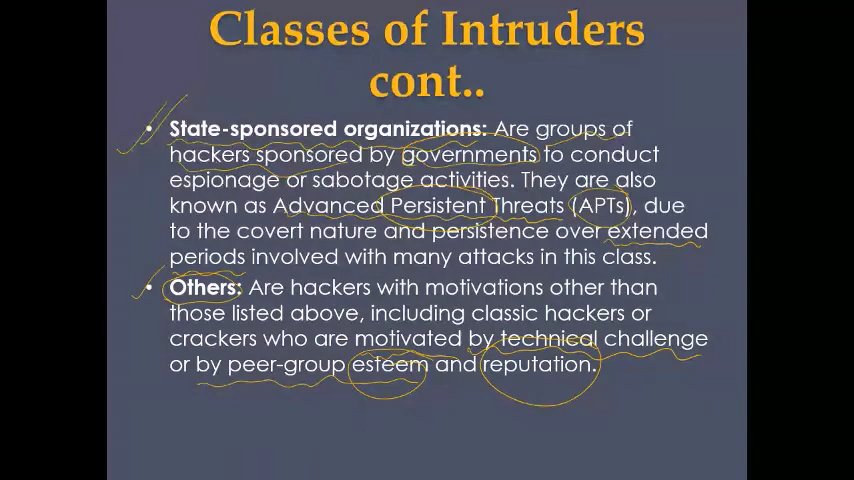 Classes of Intruders
cont..
• State-sponsored organizations: Are groups of
hackers sponsored by governments to conduct
espionage or sabotage activities. They are also
known as Advanced Persistent Threats (APTs), due
to the covert nature and persistence over extended
periods involved with many attacks in this class.
• Others: Are hackers with motivations other than
those listed above, including classic hackers or
crackers who are motivated by technical challenge
or by peer-group esteem and reputation.